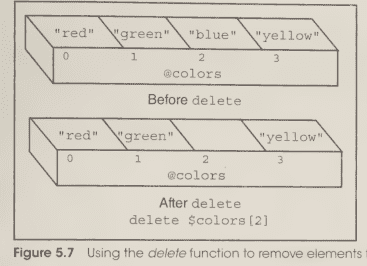 "red" "green" "blue" "yellow"
0 1 2 3
@colors
Before delete
"red" "green" "yellow"
0 1 2 3
@colors
After delete
delete $colors[2]
Figure 5.7 Using the delete function to remove elements